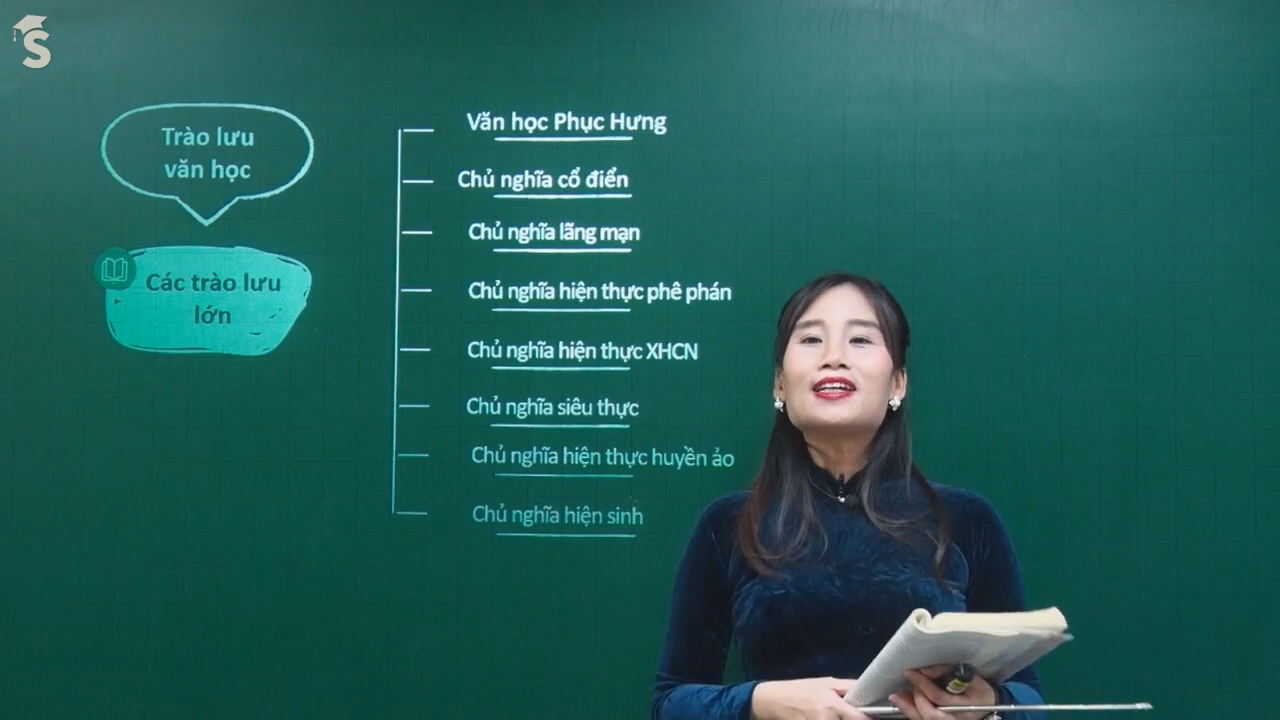 S
Trào lưu
văn học
Các trào lưu
lớn
Văn học Phục Hưng
Chủ nghĩa cổ điển
Chủ nghĩa lãng mạn
Chủ nghĩa hiện thực phê phán
Chủ nghĩa hiện thực XHCN
Chủ nghĩa siêu thực
Chủ nghĩa hiện thực huyền ảo
Chủ nghĩa hiện sinh